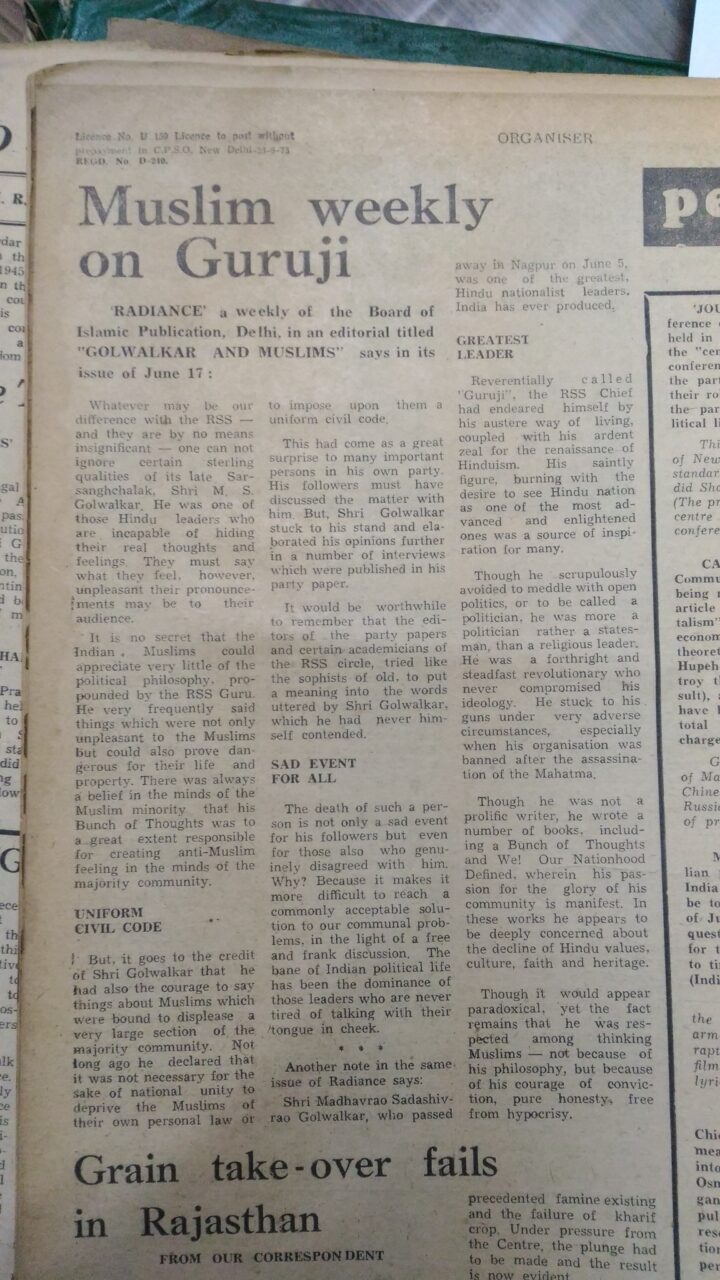 Licence No. U 159 Licence to post without
prepayment in C.P.S.O. New Delhi-23-6-73
REGD. No. D-240.
ORGANISER
Muslim weekly
on Guruji
'RADIANCE' a weekly of the Board of
Islamic Publication, Delhi, in an editorial titled
"GOLWALKAR AND MUSLIMS" says in its
issue of June 17 :
Whatever may be our
difference with the RSS —
and they are by no means
insignificant — one can not
ignore certain sterling
qualities of its late Sar-
sanghchalak, Shri M. S.
Golwalkar. He was one of
those Hindu leaders who
are incapable of hiding
their real thoughts and
feelings. They must say
what they feel, however,
unpleasant their pronounce-
ments may be to their
audience.
It is no secret that the
Indian Muslims could
appreciate very little of the
political philosophy, pro-
pounded by the RSS Guru.
He very frequently said
things which were not only
unpleasant to the Muslims
but could also prove dan-
gerous for their life and
property. There was always
a belief in the minds of the
Muslim minority that his
Bunch of Thoughts was to
a great extent responsible
for creating anti-Muslim
feeling in the minds of the
majority community.
UNIFORM
CIVIL CODE
But, it goes to the credit
of Shri Golwalkar that he
had also the courage to say
things about Muslims which
were bound to displease a
very large section of the
majority community. Not
long ago he declared that
it was not necessary for the
sake of national unity to
deprive the Muslims of
their own personal law or
to impose upon them a
uniform civil code.
This had come as a great
surprise to many important
persons in his own party.
His followers must have
discussed the matter with
him. But, Shri Golwalkar
stuck to his stand and ela-
borated his opinions further
in a number of interviews
which were published in his
party paper.
It would be worthwhile
to remember that the edi-
tors of the party papers
and certain academicians of
the RSS circle, tried like
the sophists of old, to put
a meaning into the words
uttered by Shri Golwalkar,
which he had never him-
self contended.
SAD EVENT
FOR ALL
The death of such a per-
son is not only a sad event
for his followers but even
for those also who genu-
inely disagreed with him.
Why? Because it makes it
more difficult to reach a
commonly acceptable solu-
tion to our communal prob-
lems, in the light of a free
and frank discussion. The
bane of Indian political life
has been the dominance of
those leaders who are never
tired of talking with their
tongue in cheek.
* * *
Another note in the same
issue of Radiance says:
Shri Madhavrao Sadashiv-
rao Golwalkar, who passed
away in Nagpur on June 5,
was one of the greatest,
Hindu nationalist leaders,
India has ever produced.
GREATEST
LEADER
Reverentially called
"Guruji", the RSS Chief
had endeared himself by
his austere way of living,
coupled with his ardent
zeal for the renaissance of
Hinduism. His saintly
figure, burning with the
desire to see Hindu nation
as one of the most ad-
vanced and enlightened
ones was a source of inspi-
ration for many.
Though he scrupulously
avoided to meddle with open
politics, or to be called a
politician, he was more a
politician rather a states-
man, than a religious leader.
He was a forthright and
steadfast revolutionary who
never compromised his
ideology. He stuck to his
guns under very adverse
circumstances, especially
when his organisation was
banned after the assassina-
tion of the Mahatma.
Though he was not a
prolific writer, he wrote a
number of books, includ-
ing a Bunch of Thoughts
and We! Our Nationhood
Defined, wherein his pas-
sion for the glory of his
community is manifest. In
these works he appears to
be deeply concerned about
the decline of Hindu values,
culture, faith and heritage.
Though it would appear
paradoxical, yet the fact
remains that he was res-
pected among thinking
Muslims — not because of
his philosophy, but because
of his courage of convic-
tion, pure honesty, free
from hypocrisy.
Grain take-over fails
in Rajasthan
FROM OUR CORRESPONDENT
precedented famine existing
and the failure of kharif
crop. Under pressure from
the Centre, the plunge had
to be made and the result
is now evident